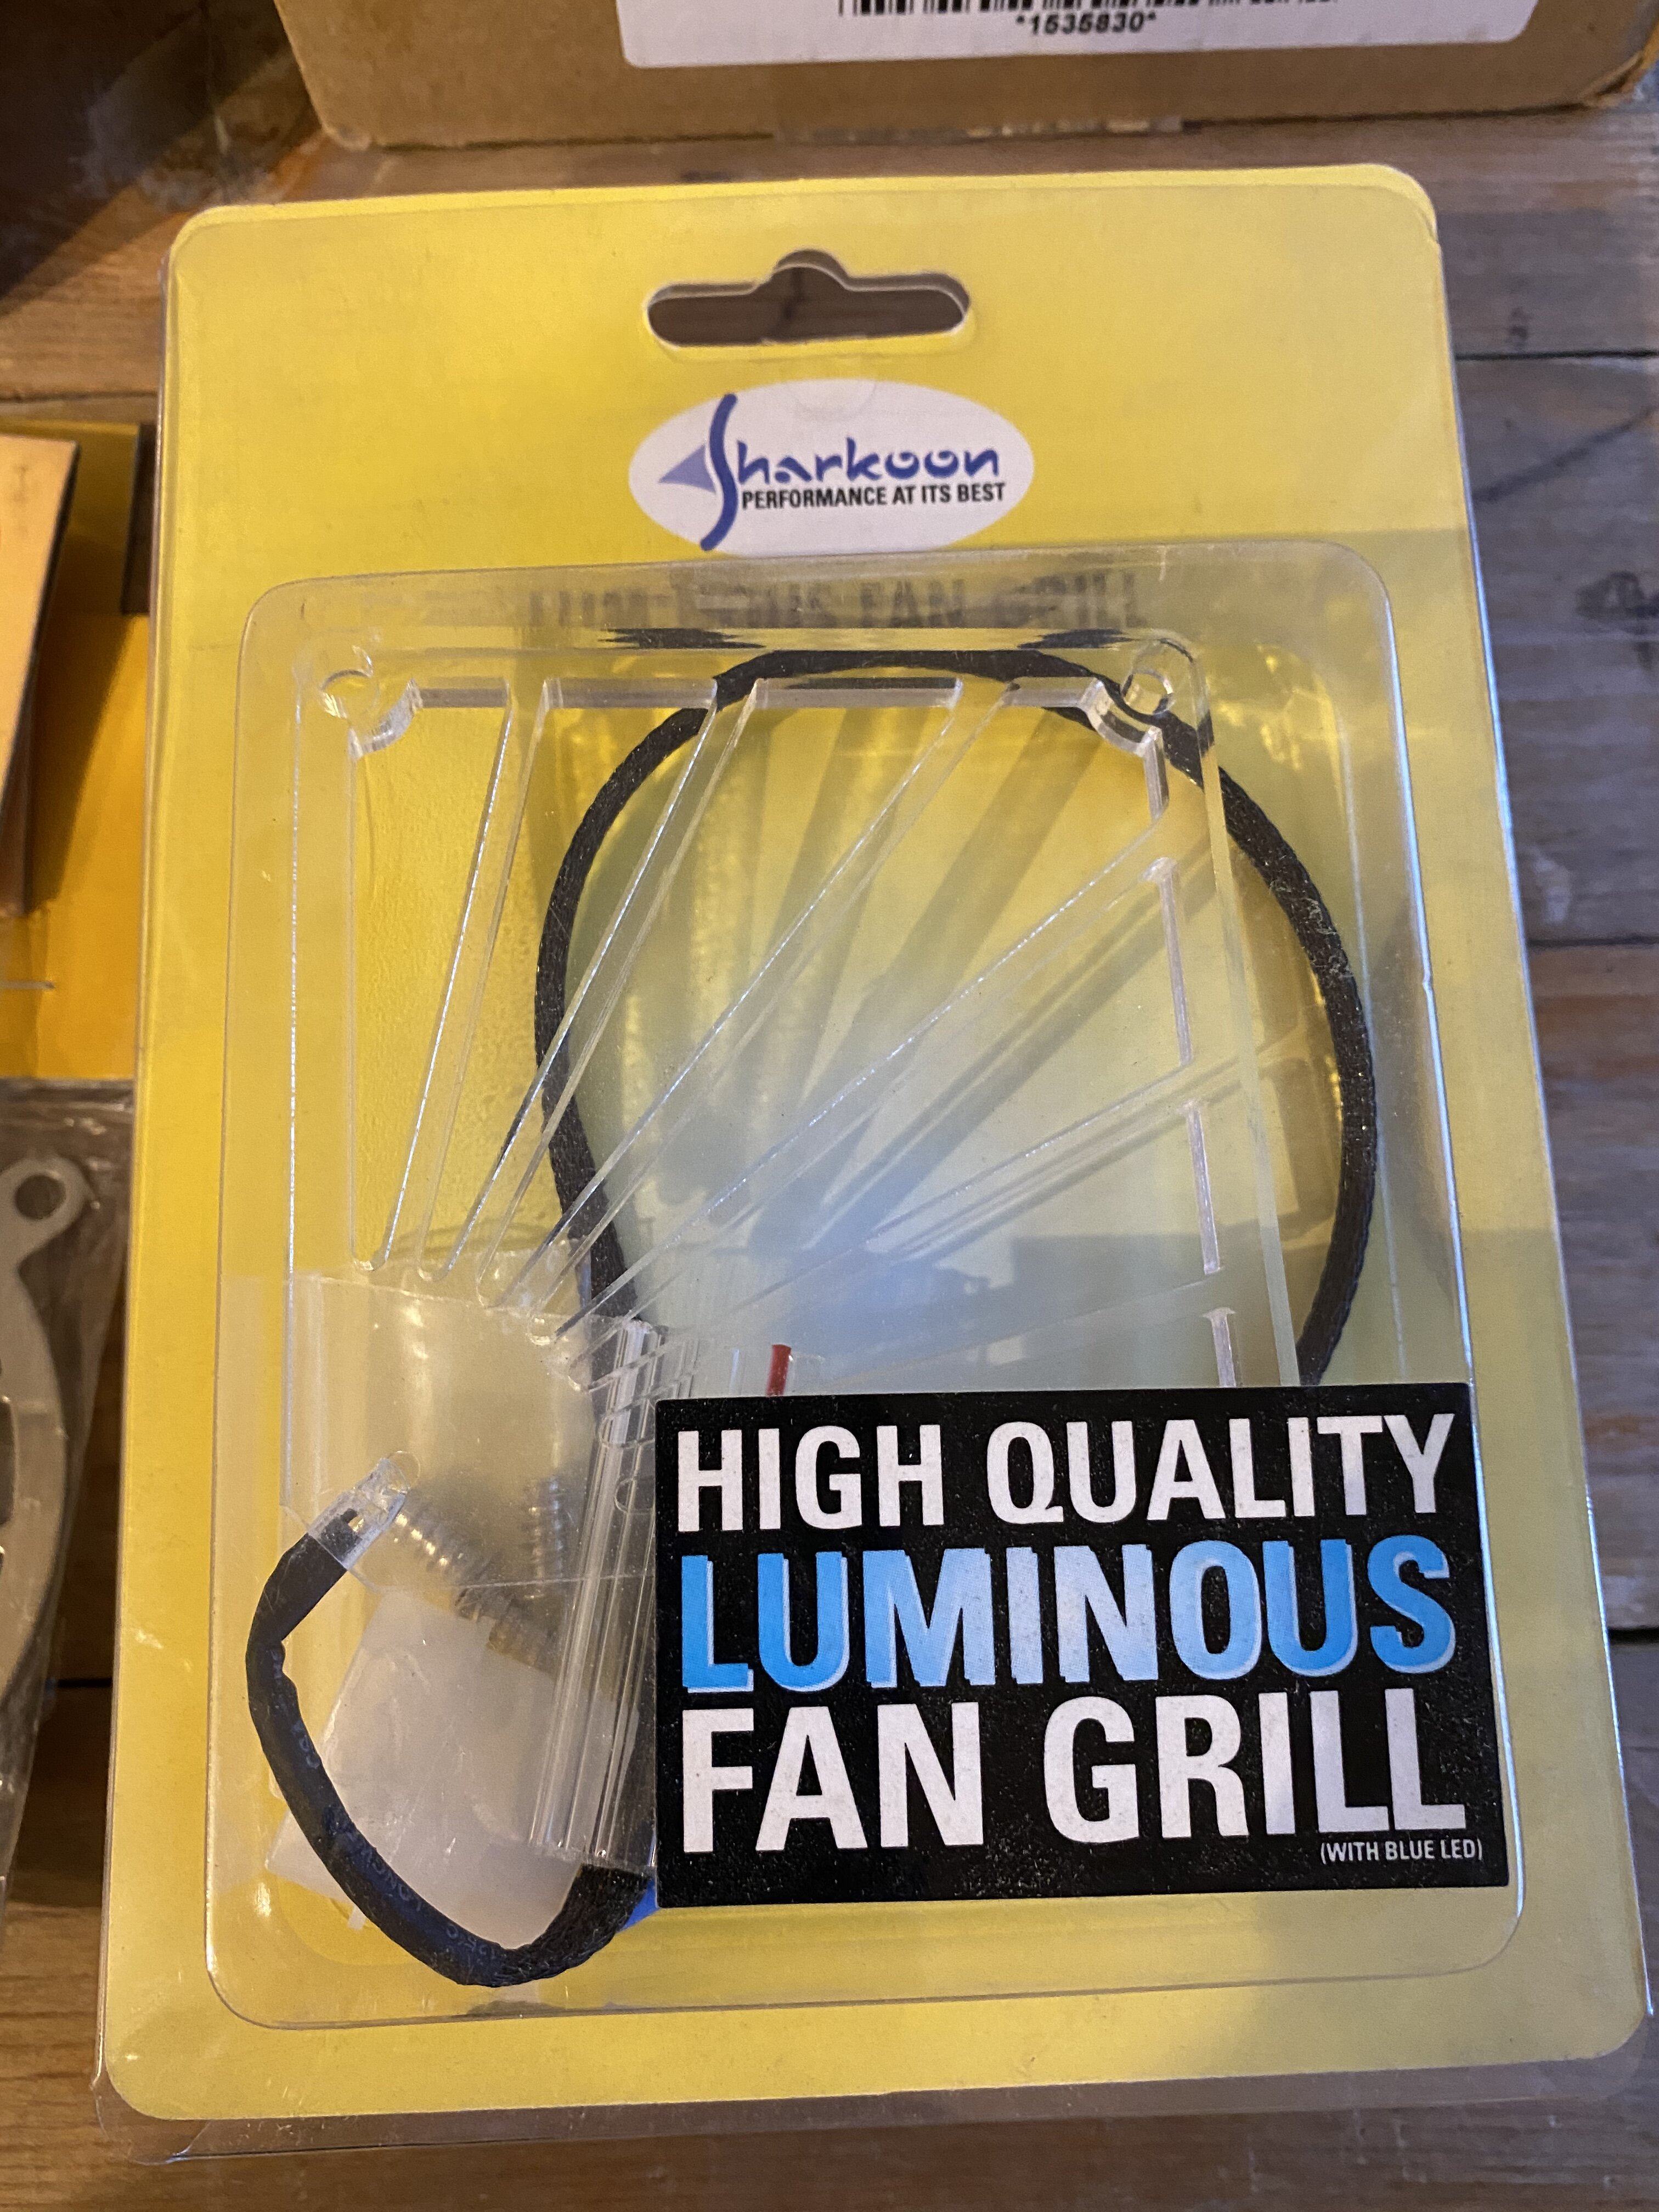 *1535830*
Sharkoon
PERFORMANCE AT ITS BEST
HIGH QUALITY
LUMINOUS
FAN GRILL
(WITH BLUE LED)